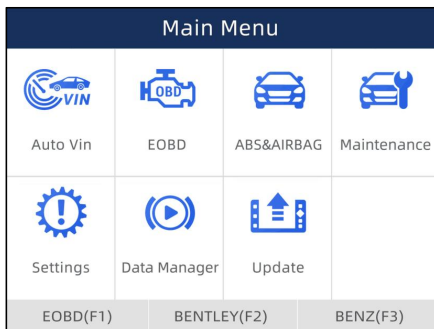 Main Menu
VIN
OBD
Auto Vin EOBD ABS&AIRBAG Maintenance
Settings Data Manager Update
EOBD(F1) BENTLEY(F2) BENZ(F3)